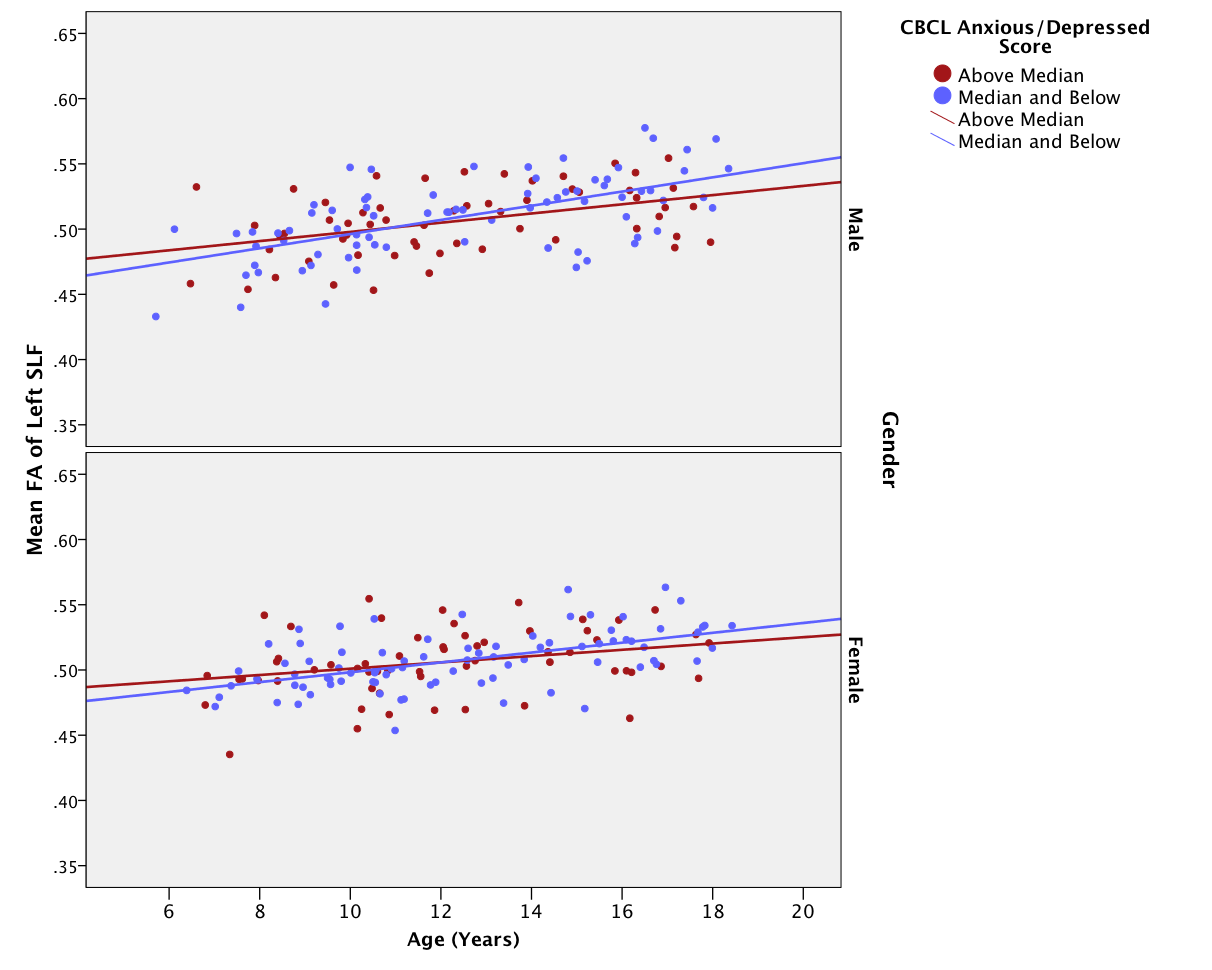 CBCL Anxious/Depressed
Score
Above Median
Median and Below
Above Median
Median and Below
Mean FA of Left SLF
.65
.60
.55
.50
.45
.40
.35
Male
Gender
.65
.60
.55
.50
.45
.40
.35
Female
6 8 10 12 14 16 18 20
Age (Years)